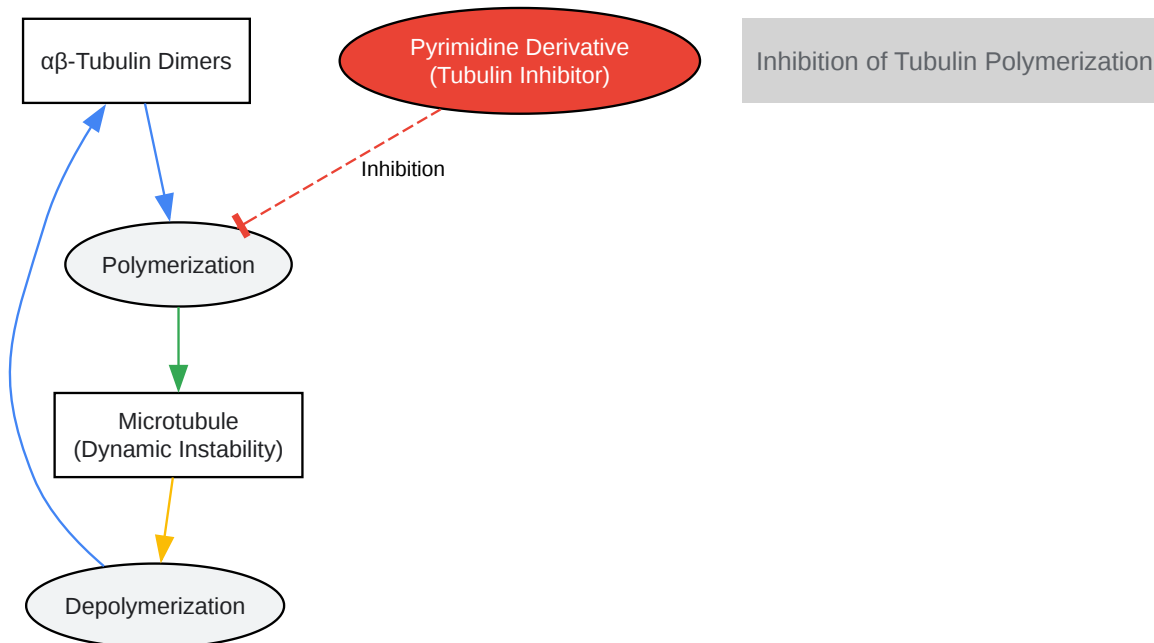 αβ-Tubulin Dimers
Pyrimidine Derivative
(Tubulin Inhibitor)
Inhibition of Tubulin Polymerization
Inhibition
Polymerization
Microtubule
(Dynamic Instability)
Depolymerization